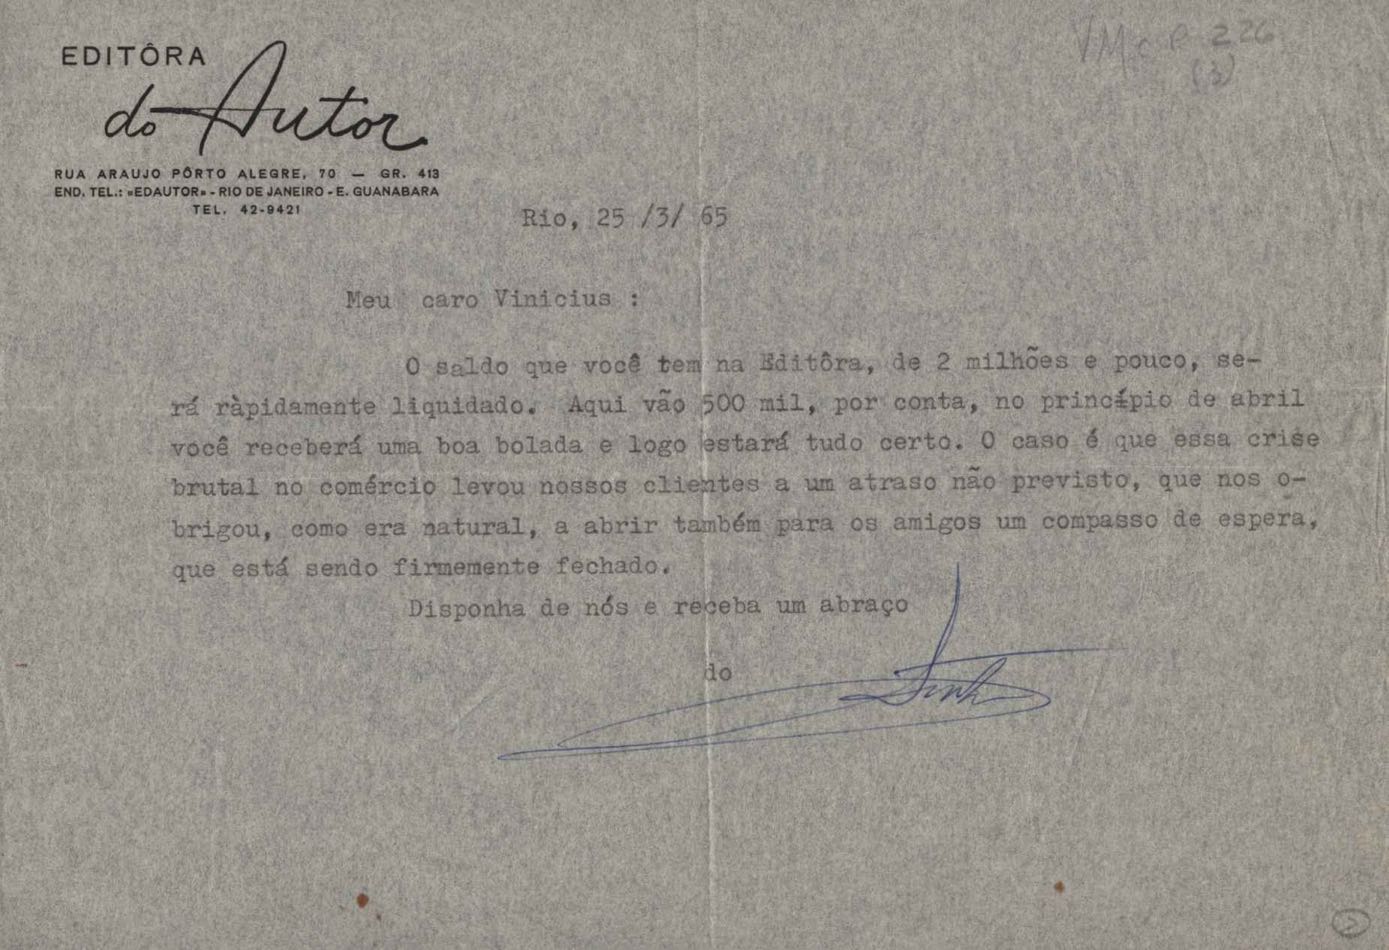 VMcP 226
(3)
EDITÔRA
do Autor
RUA ARAUJO PÔRTO ALEGRE, 70 — GR. 413
END. TEL.: «EDAUTOR» - RIO DE JANEIRO - E. GUANABARA
TEL. 42-9421
Rio, 25 /3/ 65
Meu caro Vinicius :
O saldo que você tem na Editôra, de 2 milhões e pouco, se-
rá ràpidamente liquidado. Aqui vão 500 mil, por conta, no princípio de abril
você receberá uma boa bolada e logo estará tudo certo. O caso é que essa crise
brutal no comércio levou nossos clientes a um atraso não previsto, que nos o-
brigou, como era natural, a abrir também para os amigos um compasso de espera,
que está sendo firmemente fechado.
Disponha de nós e receba um abraço
do